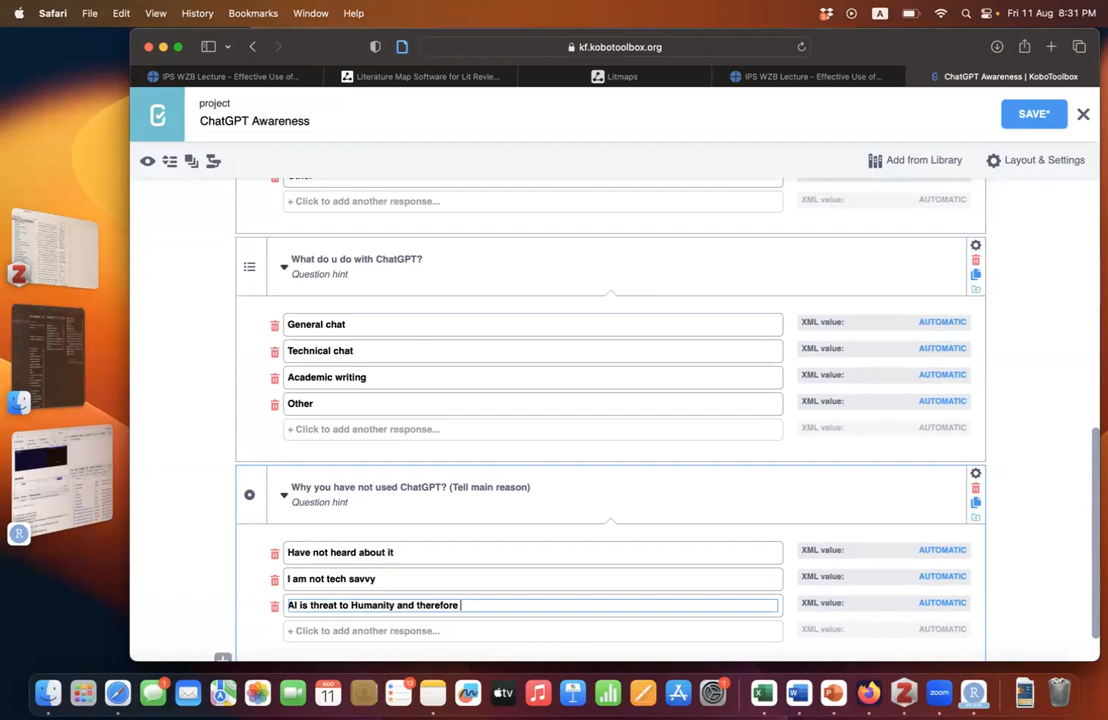 Safari File Edit View History Bookmarks Window Help
A
Fri 11 Aug 8:31 PM
kf.kobotoolbox.org
IPS WZB Lecture - Effective Use of...
Literature Map Software for Lit Revie...
Litmaps
IPS WZB Lecture - Effective Use of...
ChatGPT Awareness | KoboToolbox
project
ChatGPT Awareness
SAVE*
Add from Library
Layout & Settings
+ Click to add another response...
XML value: AUTOMATIC
What do u do with ChatGPT?
Question hint
General chat
XML value: AUTOMATIC
Technical chat
XML value: AUTOMATIC
Academic writing
XML value: AUTOMATIC
Other
XML value: AUTOMATIC
+ Click to add another response...
XML value: AUTOMATIC
Why you have not used ChatGPT? (Tell main reason)
Question hint
Have not heard about it
XML value: AUTOMATIC
I am not tech savvy
XML value: AUTOMATIC
AI is threat to Humanity and therefore
XML value: AUTOMATIC
+ Click to add another response...
XML value: AUTOMATIC